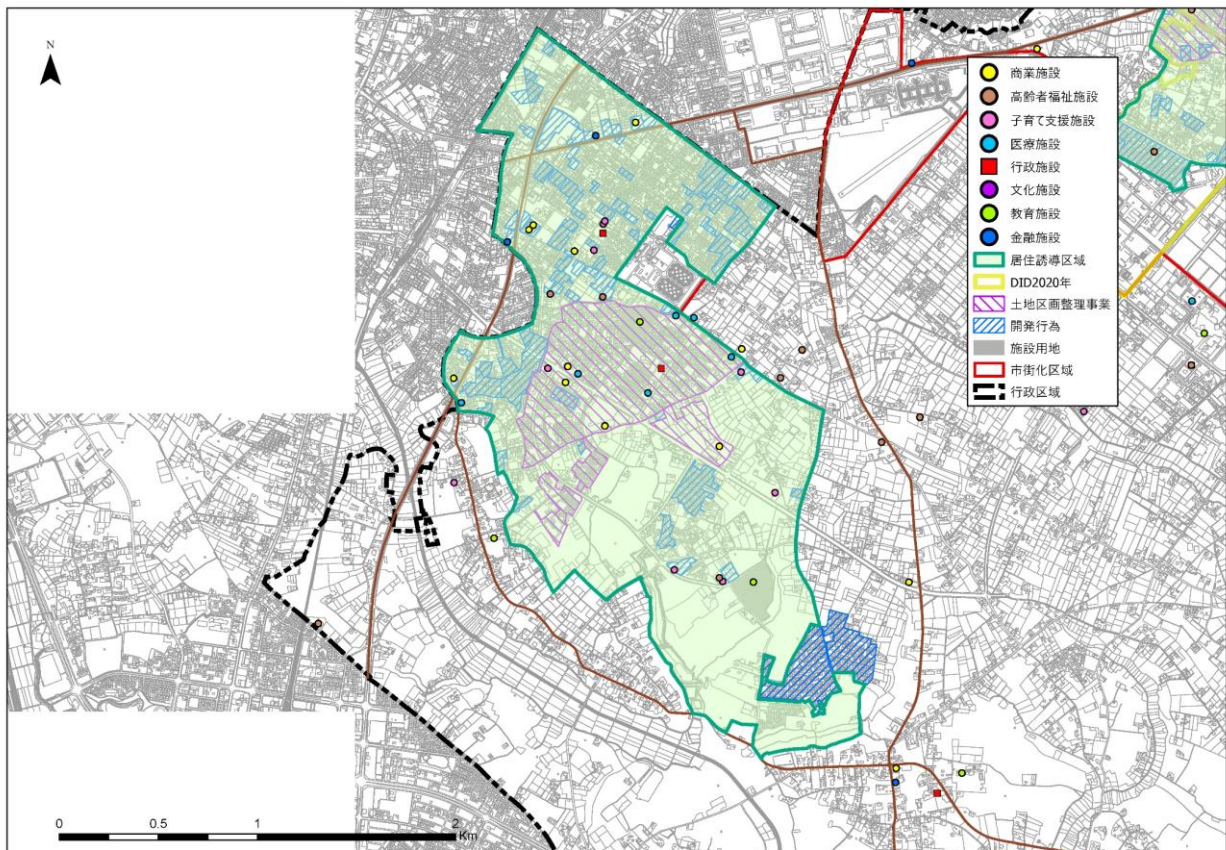 N
商業施設
高齢者福祉施設
子育て支援施設
医療施設
行政施設
文化施設
教育施設
金融施設
居住誘導区域
DID2020年
土地区画整理事業
開発行為
施設用地
市街化区域
行政区域
0 0.5 1 2
Km